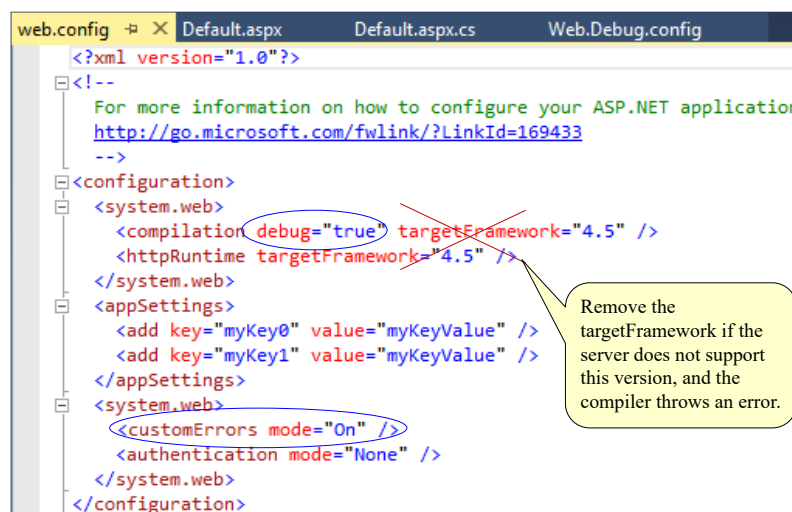 web.config Default.aspx Default.aspx.cs Web.Debug.config
<?xml version="1.0"?>
<!--
For more information on how to configure your ASP.NET application
http://go.microsoft.com/fwlink/?LinkId=169433
-->
<configuration>
<system.web>
<compilation debug="true" targetFramework="4.5" />
<httpRuntime targetFramework="4.5" />
</system.web>
<appSettings>
<add key="myKey0" value="myKeyValue" />
<add key="myKey1" value="myKeyValue" />
</appSettings>
<system.web>
<customErrors mode="On" />
<authentication mode="None" />
</system.web>
</configuration>
Remove the
targetFramework if the
server does not support
this version, and the
compiler throws an error.